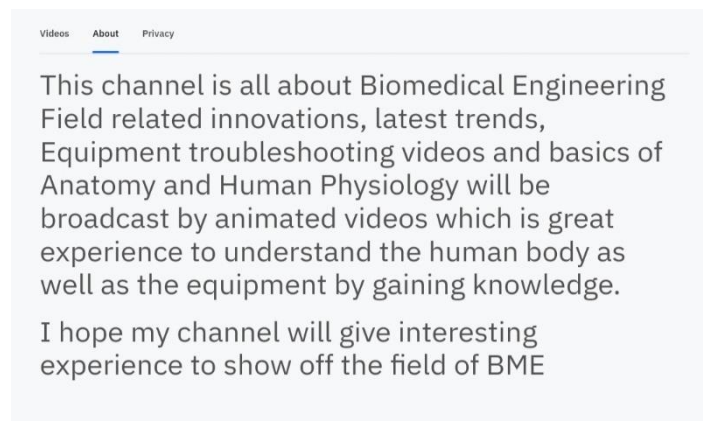 Videos About Privacy
This channel is all about Biomedical Engineering
Field related innovations, latest trends,
Equipment troubleshooting videos and basics of
Anatomy and Human Physiology will be
broadcast by animated videos which is great
experience to understand the human body as
well as the equipment by gaining knowledge.
I hope my channel will give interesting
experience to show off the field of BME